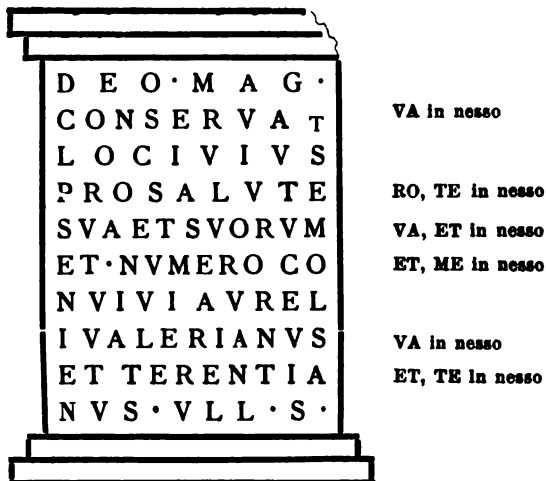 DEO·MAG·
CONSERVAT VA in nesso
LOCIVIVS
PROSALVTE RO, TE in nesso
SVAETSVORVM VA, ET in nesso
ET·NVMERO CO ET, ME in nesso
NVIVI AVREL
IVALERIANVS VA in nesso
ET TERENTIA ET, TE in nesso
NVS·VLL·S·